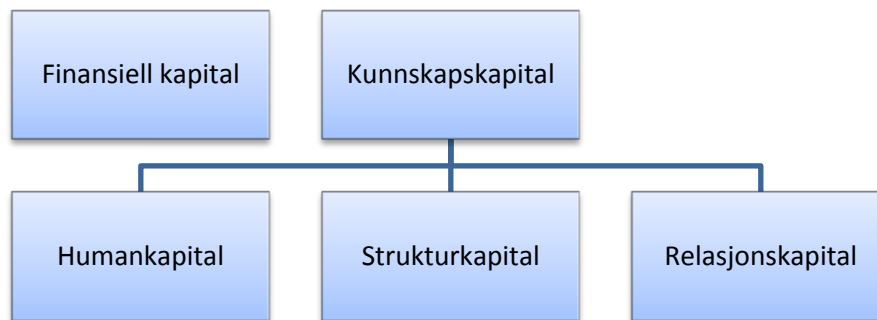 Finansiell kapital
Kunnskapskapital
Humankapital
Strukturkapital
Relasjonskapital